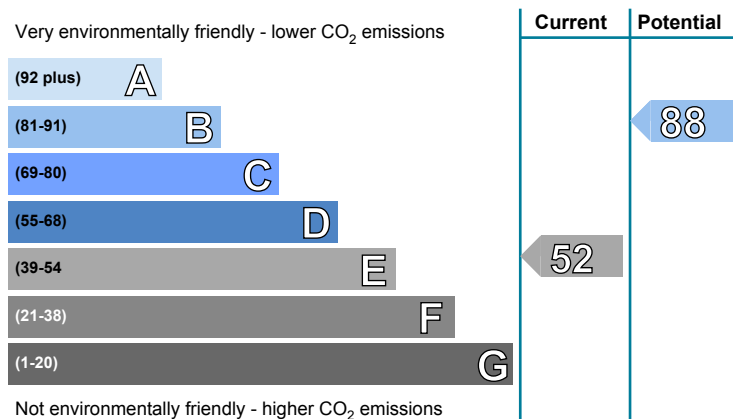 Current Potential
Very environmentally friendly - lower CO₂ emissions
(92 plus) A
(81-91) B 88
(69-80) C
(55-68) D
(39-54 E 52
(21-38) F
(1-20) G
Not environmentally friendly - higher CO₂ emissions